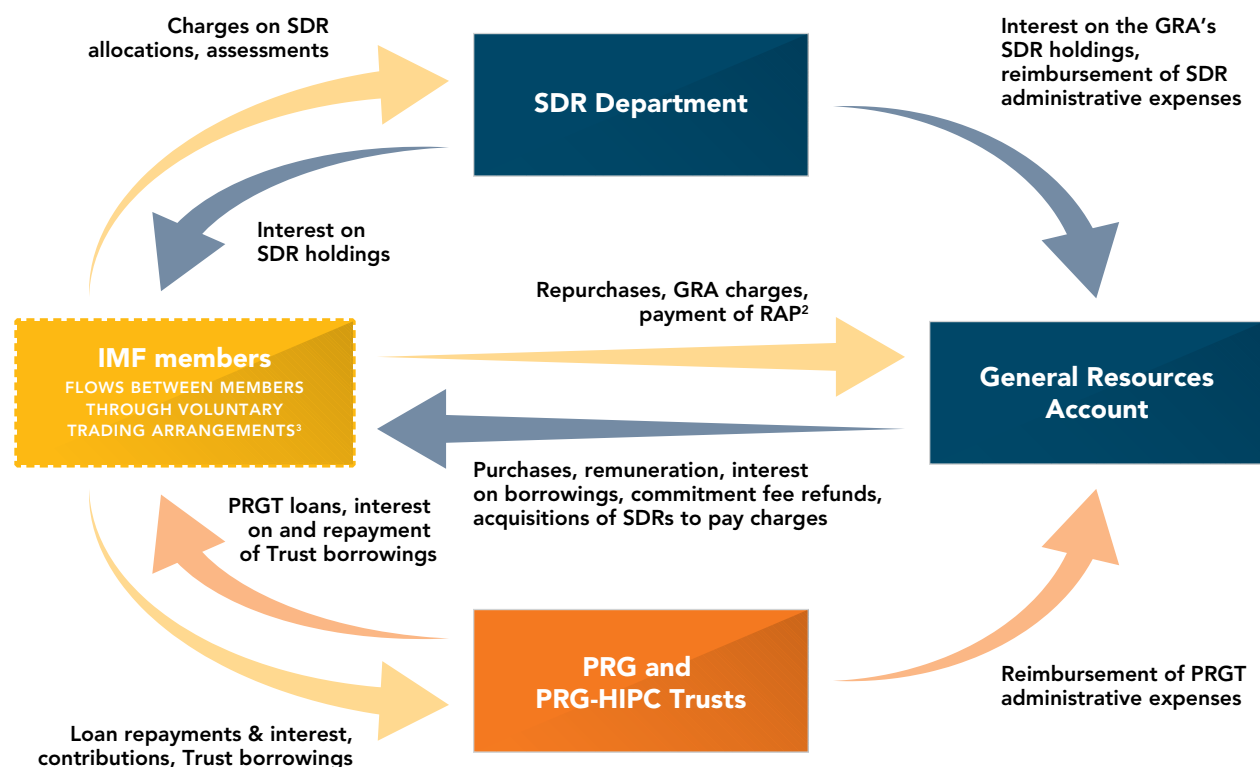 Charges on SDR
allocations, assessments
SDR Department
Interest on the GRA’s
SDR holdings,
reimbursement of SDR
administrative expenses
Interest on
SDR holdings
Repurchases, GRA charges,
payment of RAP²
IMF members
FLOWS BETWEEN MEMBERS
THROUGH VOLUNTARY
TRADING ARRANGEMENTS³
General Resources
Account
Purchases, remuneration, interest
on borrowings, commitment fee refunds,
acquisitions of SDRs to pay charges
PRGT loans, interest
on and repayment
of Trust borrowings
PRG and
PRG-HIPC Trusts
Reimbursement of PRGT
administrative expenses
Loan repayments & interest,
contributions, Trust borrowings